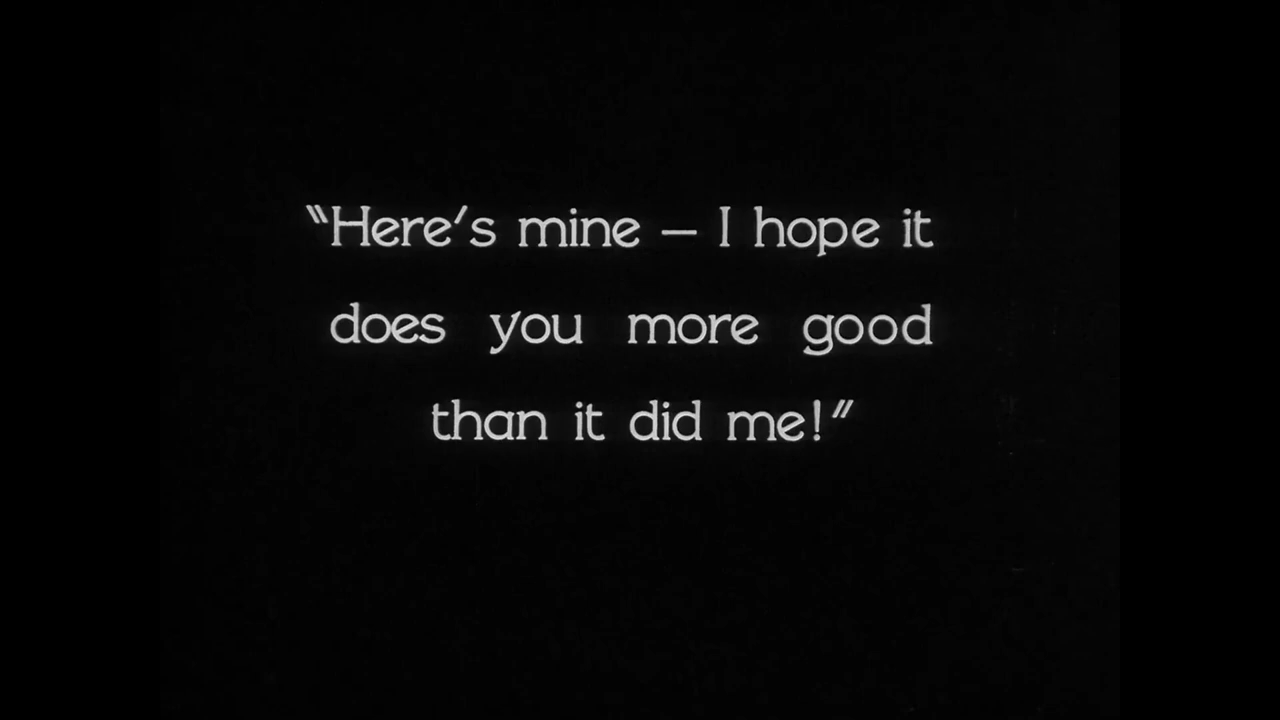 “Here’s mine — I hope it
does you more good
than it did me!”